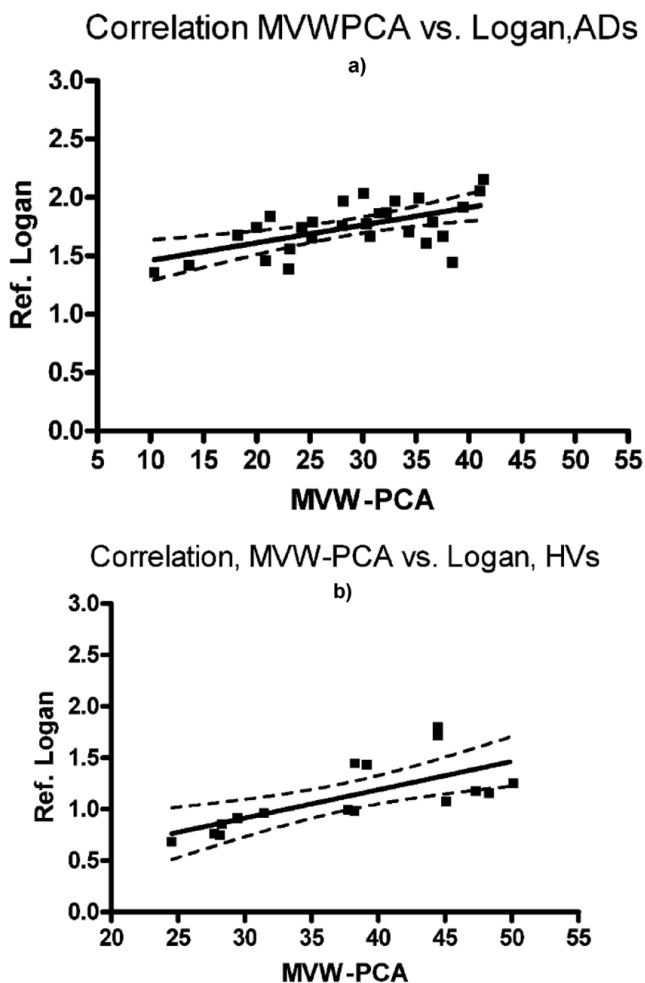 Correlation MVWPCA vs. Logan,ADs
a)
3.0
2.5
2.0
1.5
1.0
0.5
0.0
Ref. Logan
5 10 15 20 25 30 35 40 45 50 55
MVW-PCA
Correlation, MVW-PCA vs. Logan, HVs
b)
3.0
2.5
2.0
1.5
1.0
0.5
0.0
Ref. Logan
20 25 30 35 40 45 50 55
MVW-PCA